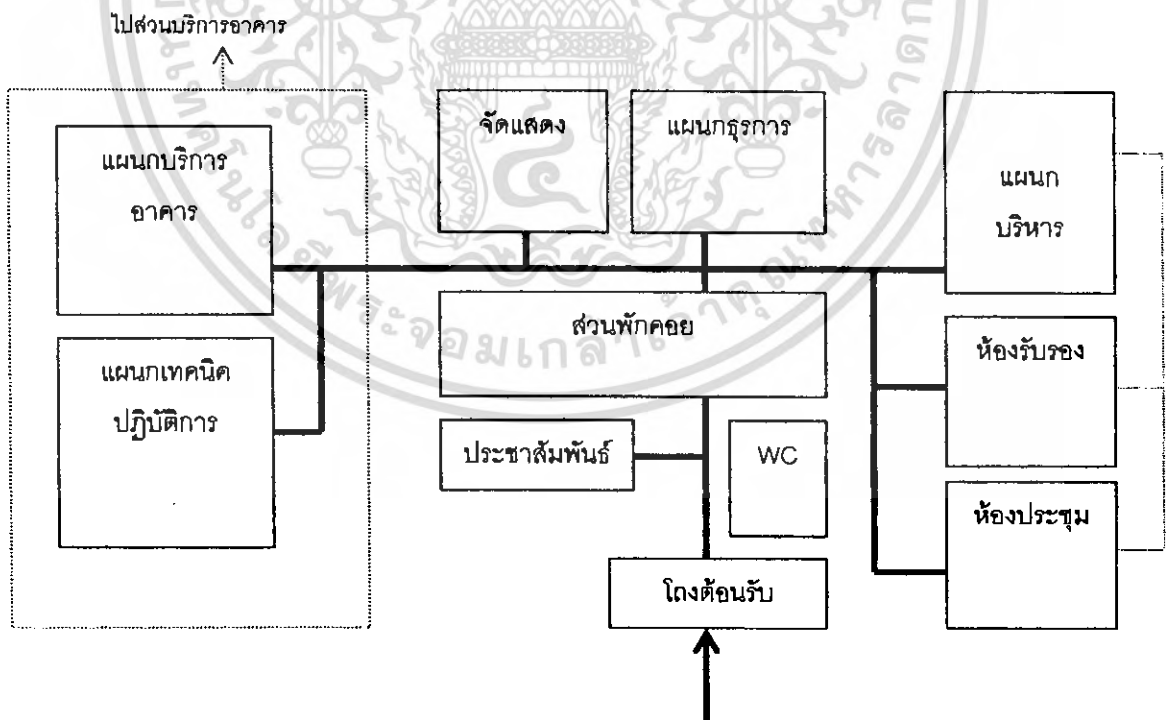 ไปส่วนบริการอาคาร
จัดแสดง
แผนกธุรการ
แผนกบริการ
อาคาร
แผนก
บริหาร
ส่วนพักคอย
ห้องรับรอง
แผนกเทคนิค
ปฏิบัติการ
ประชาสัมพันธ์
WC
ห้องประชุม
โถงต้อนรับ